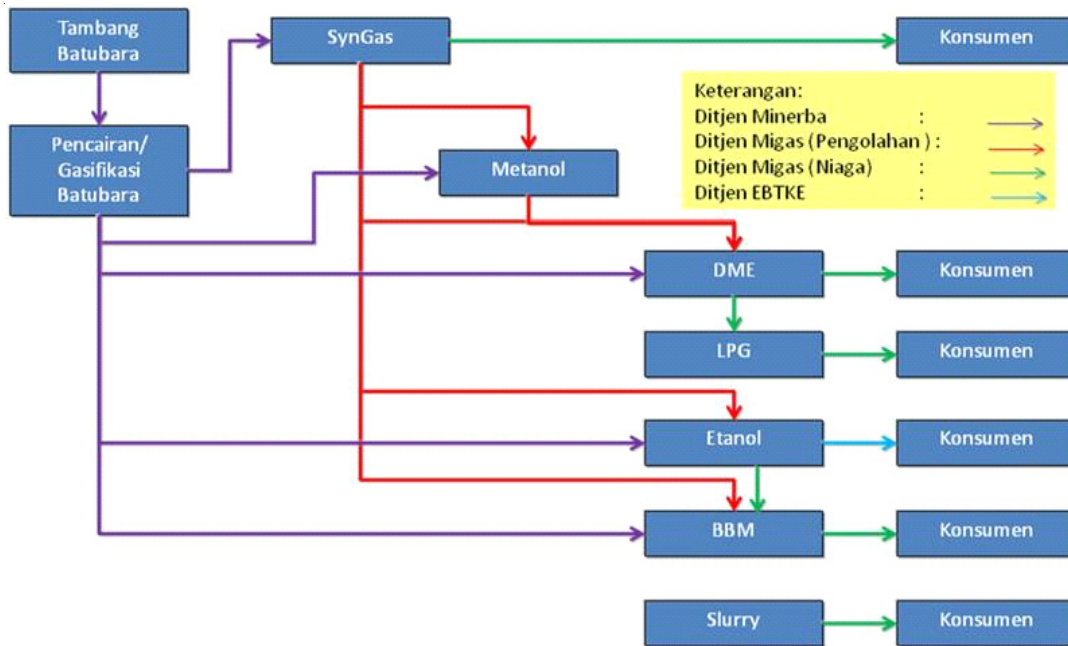 Tambang
Batubara
SynGas
Konsumen
Keterangan:
Ditjen Minerba :
Ditjen Migas (Pengolahan ) :
Ditjen Migas (Niaga) :
Ditjen EBTKE :
Pencairan/
Gasifikasi
Batubara
Metanol
DME
Konsumen
LPG
Konsumen
Etanol
Konsumen
BBM
Konsumen
Slurry
Konsumen